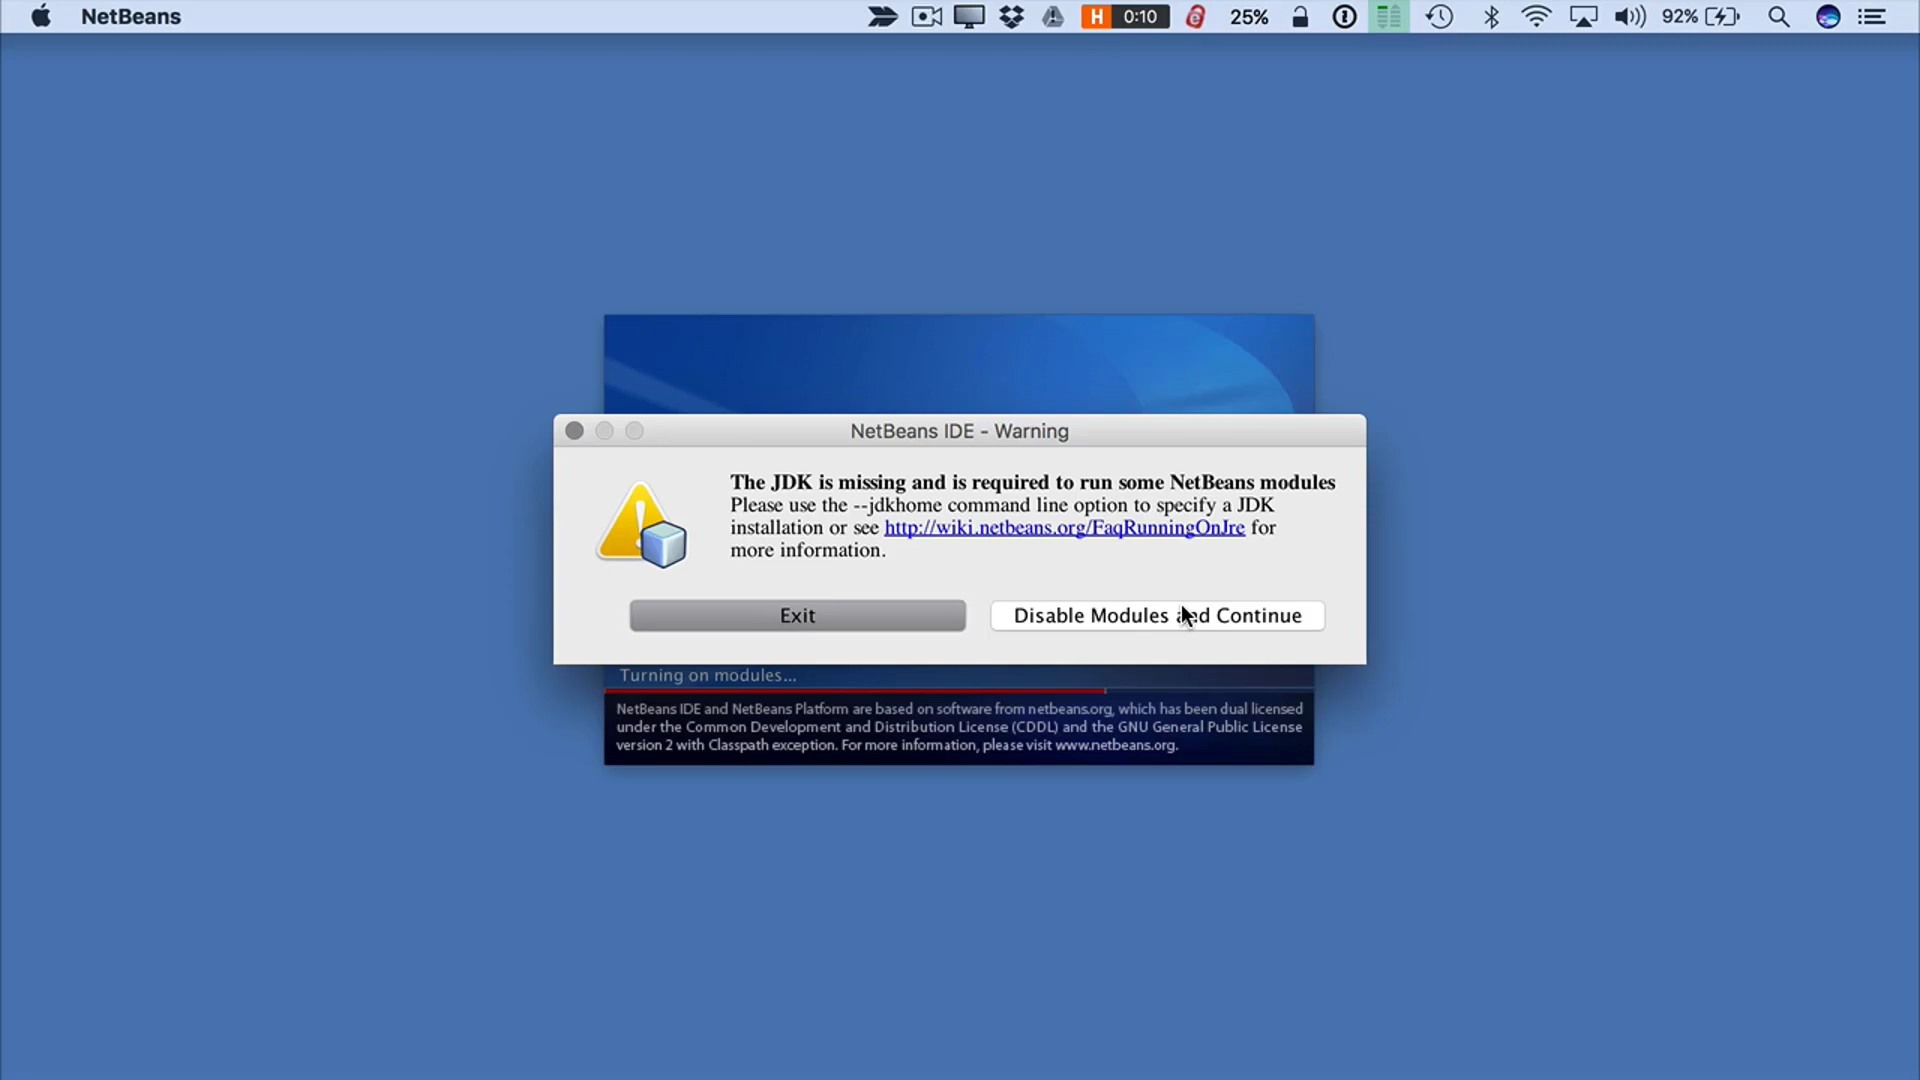 NetBeans
H 0:10
25%
92%
NetBeans IDE - Warning
The JDK is missing and is required to run some NetBeans modules
Please use the --jdkhome command line option to specify a JDK
installation or see http://wiki.netbeans.org/FaqRunningOnJre for
more information.
Exit
Disable Modules and Continue
Turning on modules...
NetBeans IDE and NetBeans Platform are based on software from netbeans.org, which has been dual licensed
under the Common Development and Distribution License (CDDL) and the GNU General Public License
version 2 with Classpath exception. For more information, please visit www.netbeans.org.